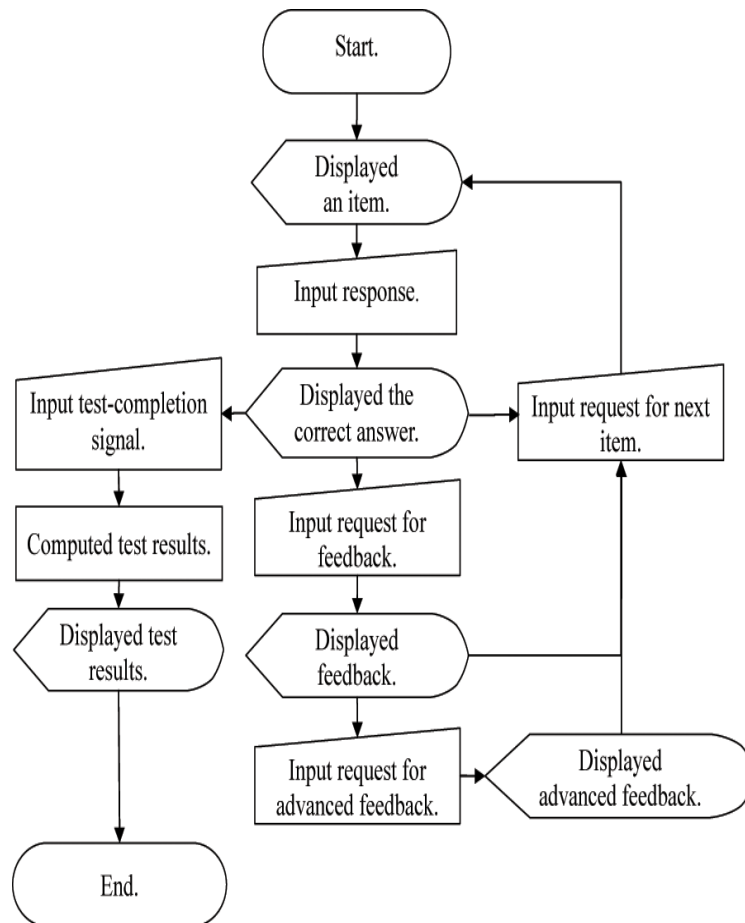 Start.
Displayed
an item.
Input response.
Displayed the
correct answer.
Input test-completion
signal.
Input request for next
item.
Computed test results.
Input request for
feedback.
Displayed test
results.
Displayed
feedback.
Input request for
advanced feedback.
Displayed
advanced feedback.
End.